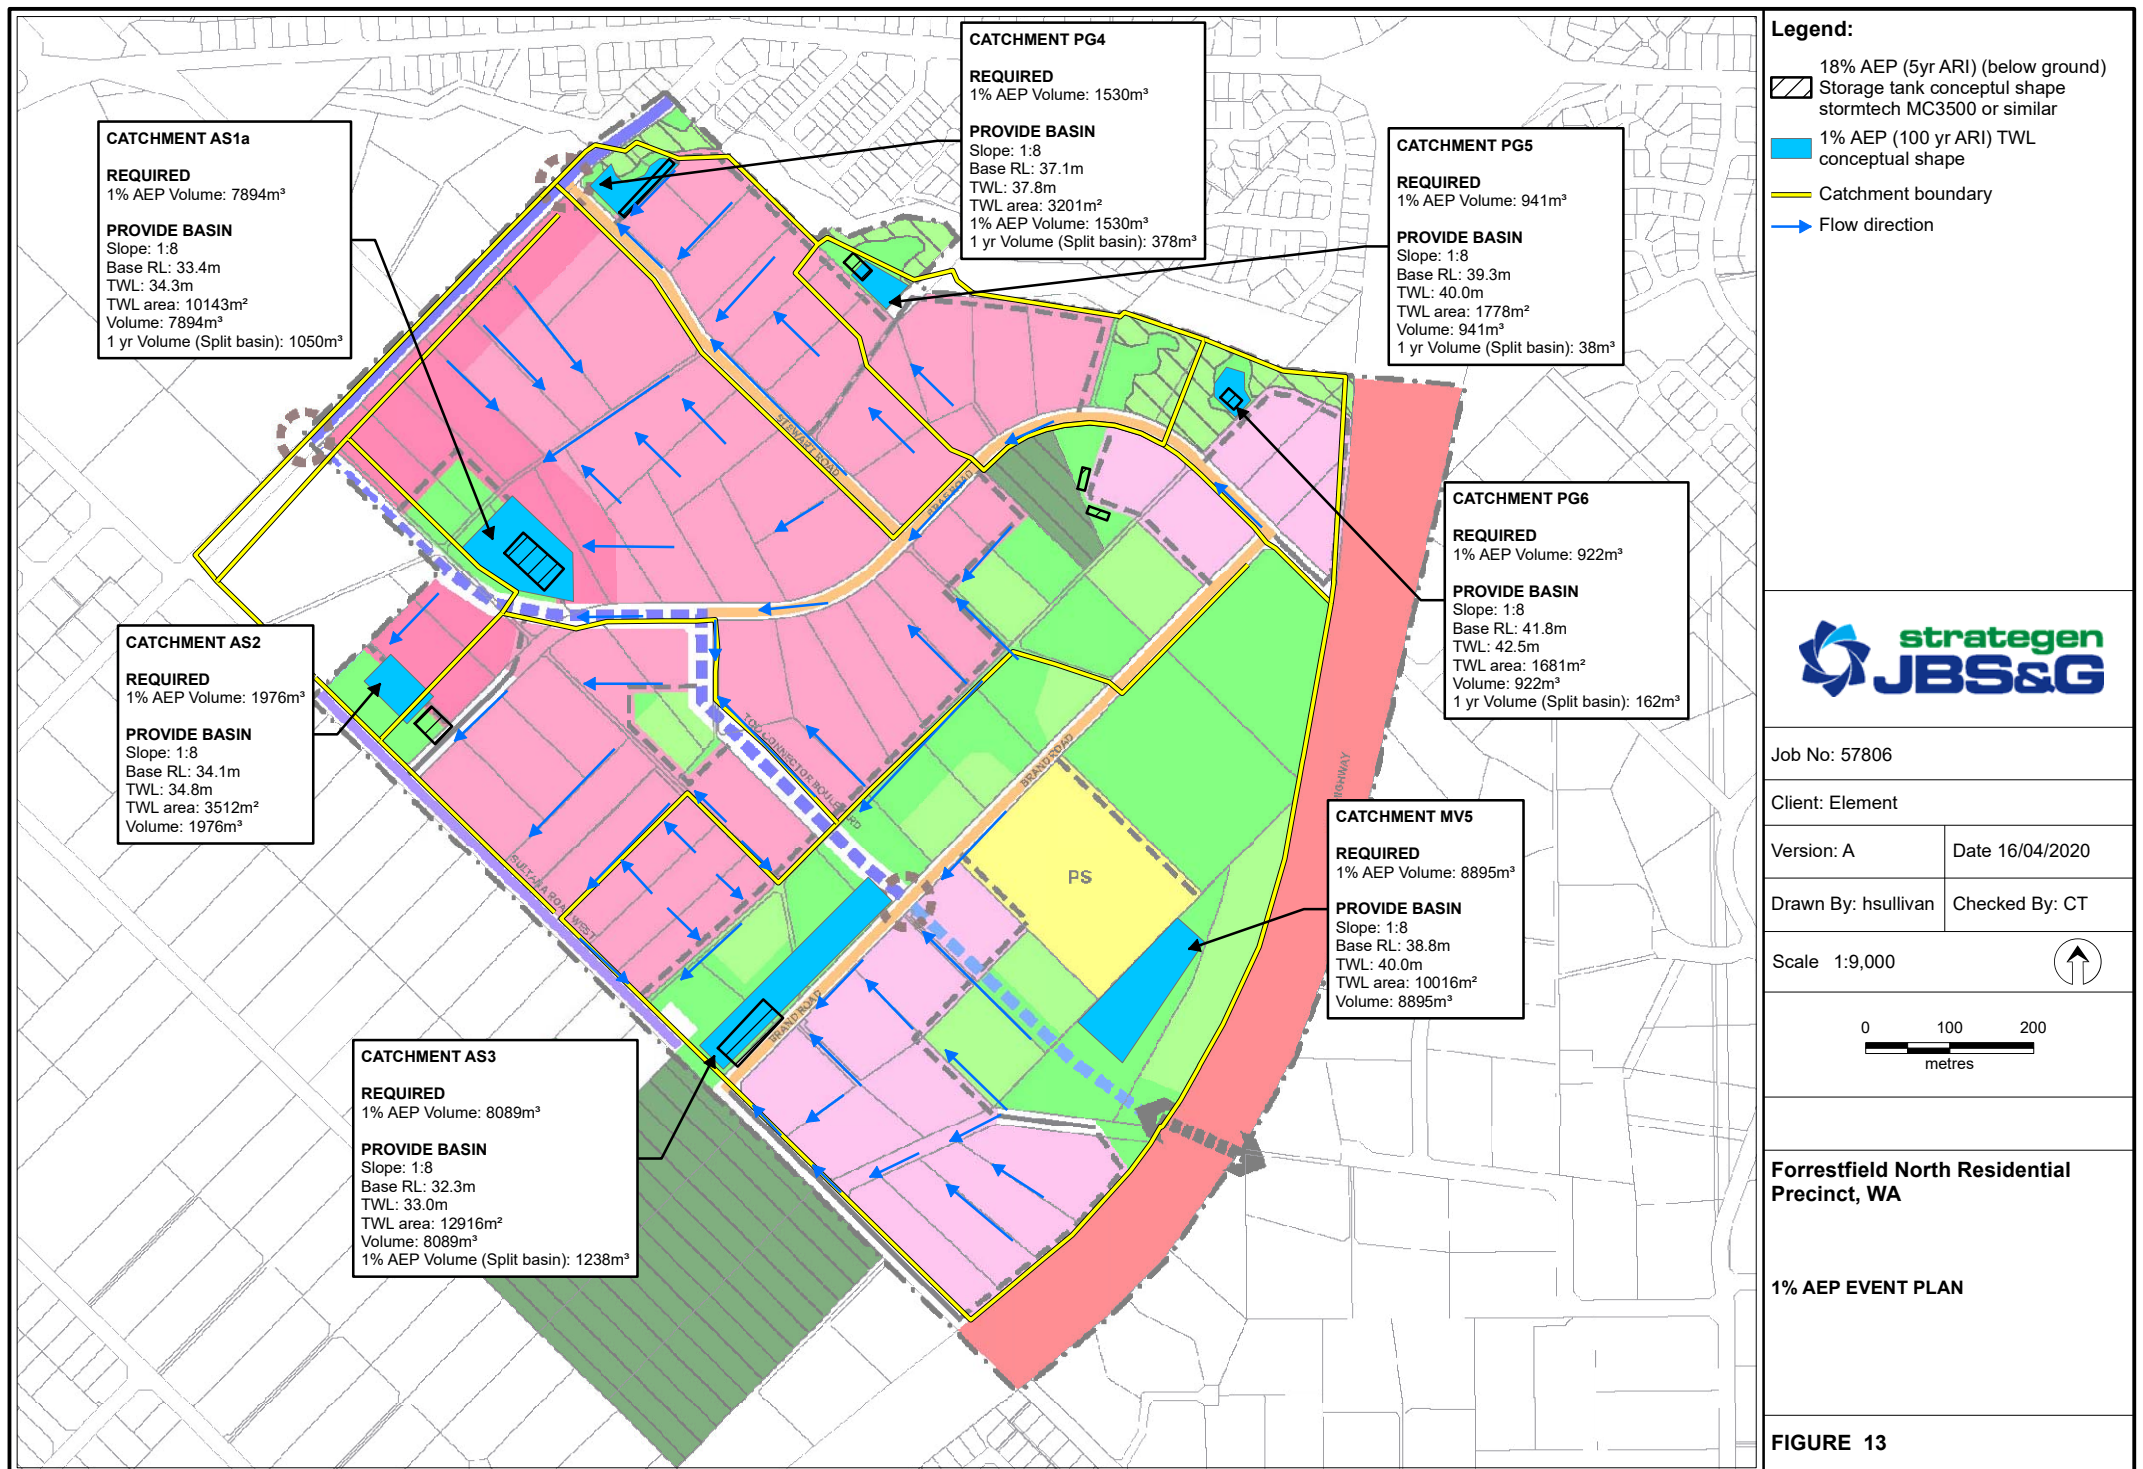 CATCHMENT AS1a
REQUIRED
1% AEP Volume: 7894m³
PROVIDE BASIN
Slope: 1:8
Base RL: 33.4m
TWL: 34.3m
TWL area: 10143m²
Volume: 7894m³
1 yr Volume (Split basin): 1050m³
CATCHMENT PG4
REQUIRED
1% AEP Volume: 1530m³
PROVIDE BASIN
Slope: 1:8
Base RL: 37.1m
TWL: 37.8m
TWL area: 3201m²
1% AEP Volume: 1530m³
1 yr Volume (Split basin): 378m³
CATCHMENT PG5
REQUIRED
1% AEP Volume: 941m³
PROVIDE BASIN
Slope: 1:8
Base RL: 39.3m
TWL: 40.0m
TWL area: 1778m²
Volume: 941m³
1 yr Volume (Split basin): 38m³
CATCHMENT PG6
REQUIRED
1% AEP Volume: 922m³
PROVIDE BASIN
Slope: 1:8
Base RL: 41.8m
TWL: 42.5m
TWL area: 1681m²
Volume: 922m³
1 yr Volume (Split basin): 162m³
CATCHMENT AS2
REQUIRED
1% AEP Volume: 1976m³
PROVIDE BASIN
Slope: 1:8
Base RL: 34.1m
TWL: 34.8m
TWL area: 3512m²
Volume: 1976m³
CATCHMENT MV5
REQUIRED
1% AEP Volume: 8895m³
PROVIDE BASIN
Slope: 1:8
Base RL: 38.8m
TWL: 40.0m
TWL area: 10016m²
Volume: 8895m³
CATCHMENT AS3
REQUIRED
1% AEP Volume: 8089m³
PROVIDE BASIN
Slope: 1:8
Base RL: 32.3m
TWL: 33.0m
TWL area: 12916m²
Volume: 8089m³
1% AEP Volume (Split basin): 1238m³
STEWART ROAD
BRAND ROAD
PS
BRAND ROAD
SULTANA ROAD WEST
HIGHWAY
Legend:
18% AEP (5yr ARI) (below ground)
Storage tank conceptul shape
stormtech MC3500 or similar
1% AEP (100 yr ARI) TWL
conceptual shape
Catchment boundary
Flow direction
strategen
JBS&G
Job No: 57806
Client: Element
Version: A
Date 16/04/2020
Drawn By: hsullivan
Checked By: CT
Scale 1:9,000
0 100 200
metres
Forrestfield North Residential
Precinct, WA
1% AEP EVENT PLAN
FIGURE 13